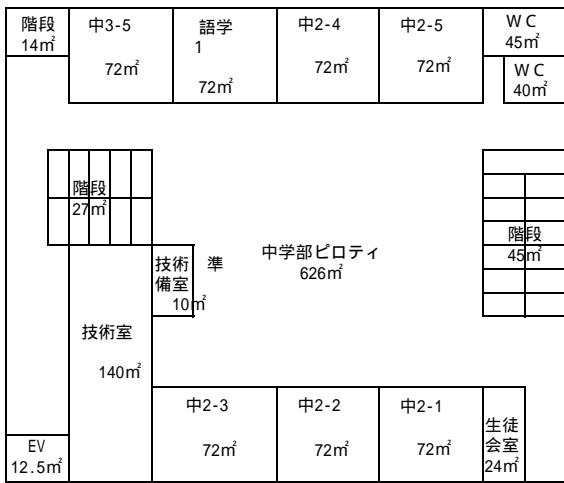 階段
14㎡
中3-5
72㎡
語学
1
72㎡
中2-4
72㎡
中2-5
72㎡
ＷＣ
45㎡
ＷＣ
40㎡
階段
27㎡
中学部ピロティ
626㎡
階段
45㎡
技術　準
備室
10㎡
技術室
140㎡
中2-3
72㎡
中2-2
72㎡
中2-1
72㎡
生徒
会室
24㎡
EV
12.5㎡